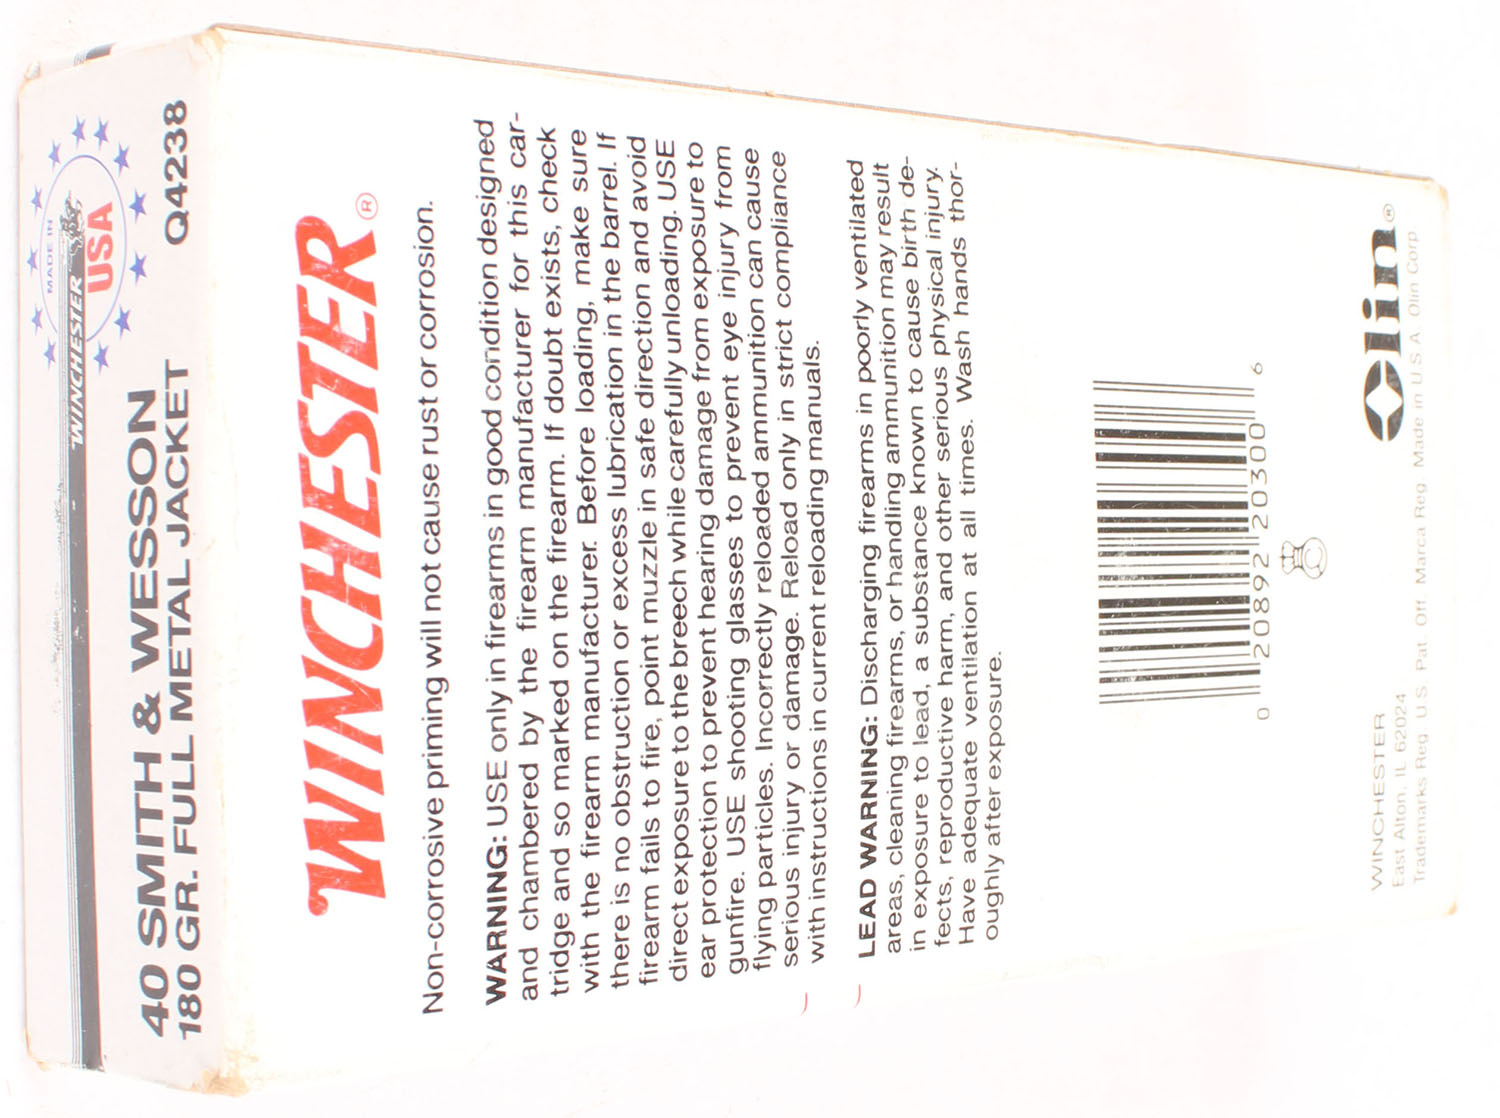 MADE IN
WINCHESTER
USA
40 SMITH & WESSON
180 GR. FULL METAL JACKET Q4238
WINCHESTER®
Non-corrosive priming will not cause rust or corrosion.
WARNING: USE only in firearms in good condition designed
and chambered by the firearm manufacturer for this car-
tridge and so marked on the firearm. If doubt exists, check
with the firearm manufacturer. Before loading, make sure
there is no obstruction or excess lubrication in the barrel. If
firearm fails to fire, point muzzle in safe direction and avoid
direct exposure to the breech while carefully unloading. USE
ear protection to prevent hearing damage from exposure to
gunfire. USE shooting glasses to prevent eye injury from
flying particles. Incorrectly reloaded ammunition can cause
serious injury or damage. Reload only in strict compliance
with instructions in current reloading manuals.
LEAD WARNING: Discharging firearms in poorly ventilated
areas, cleaning firearms, or handling ammunition may result
in exposure to lead, a substance known to cause birth de-
fects, reproductive harm, and other serious physical injury.
Have adequate ventilation at all times. Wash hands thor-
oughly after exposure.
0 20892 20300 6
Olin®
WINCHESTER
East Alton, IL 62024
Trademarks Reg. U.S. Pat. Off. Marca Reg. Made in U.S.A. Olin Corp